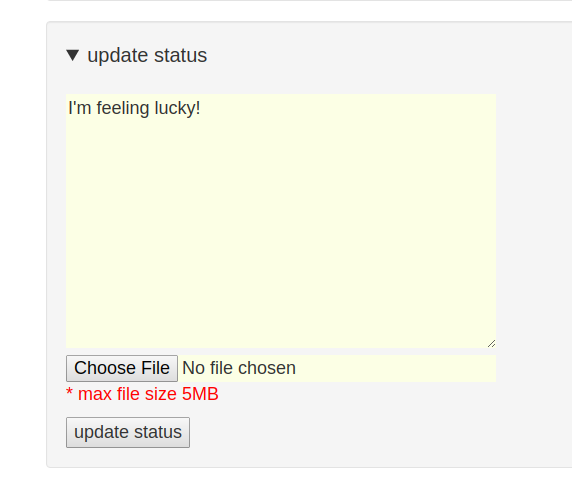 ▼ update status
I'm feeling lucky!
Choose File No file chosen
* max file size 5MB
update status